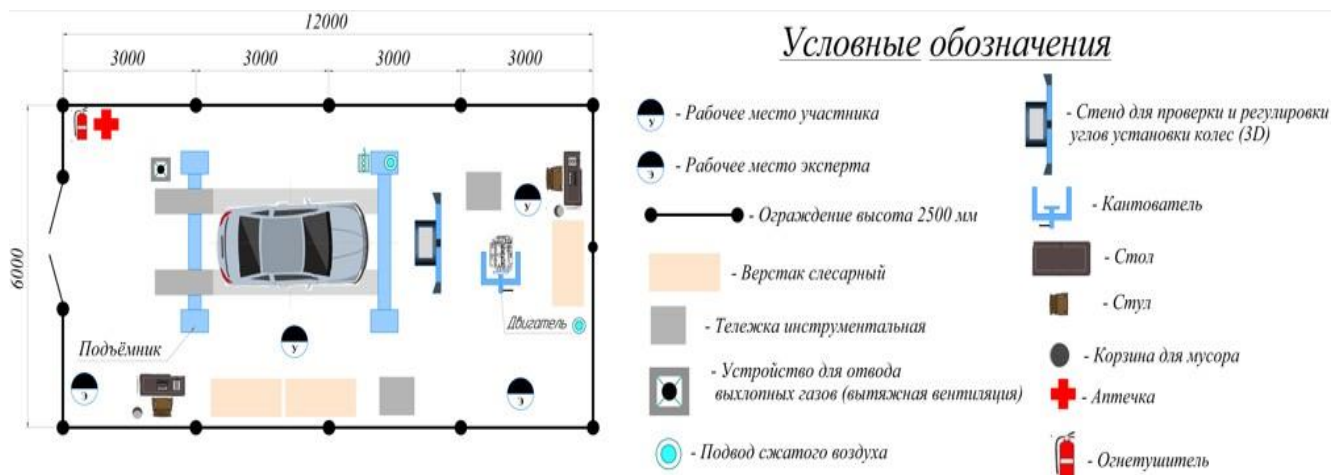 12000
3000
3000
3000
3000
6000
У
Двигатель
Подъёмник
У
Э
Э
Условные обозначения
У
- Рабочее место участника
Э
- Рабочее место эксперта
- Ограждение высота 2500 мм
- Верстак слесарный
- Тележка инструментальная
- Устройство для отвода
выхлопных газов (вытяжная вентиляция)
- Подвод сжатого воздуха
- Стенд для проверки и регулировки
углов установки колес (3D)
- Кантователь
- Стол
- Стул
- Корзина для мусора
- Аптечка
- Огнетушитель